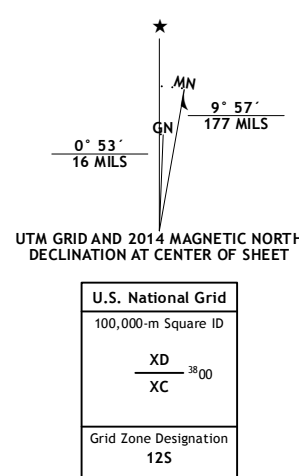 MN
GN
9° 57´
177 MILS
0° 53´
16 MILS
UTM GRID AND 2014 MAGNETIC NORTH
DECLINATION AT CENTER OF SHEET
U.S. National Grid
100,000-m Square ID
XD
3800
XC
Grid Zone Designation
12S